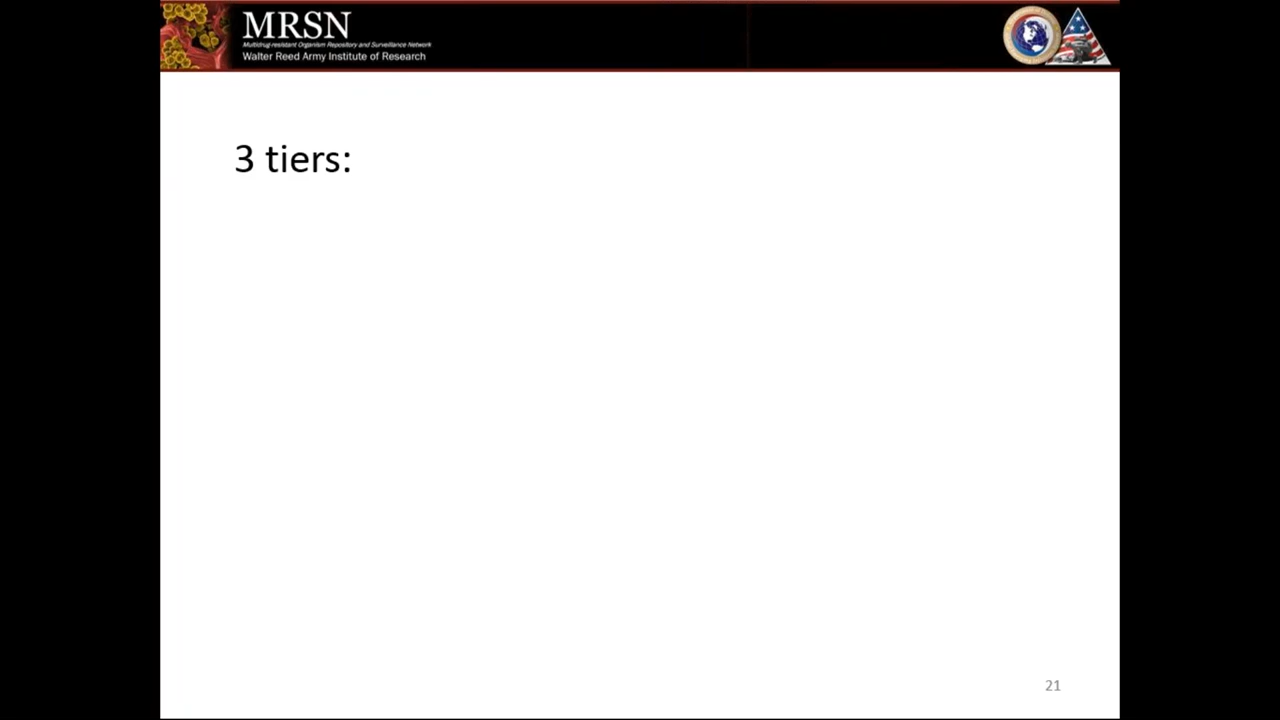 MRSN
Multidrug-resistant Organism Repository and Surveillance Network
Walter Reed Army Institute of Research
3 tiers:
21